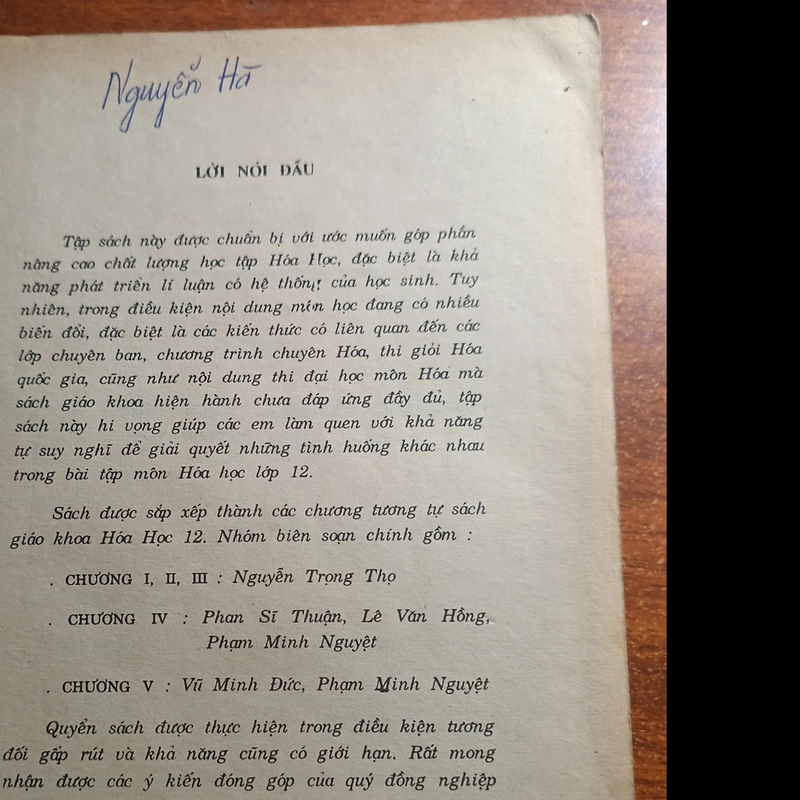 Nguyễn Hà
LỜI NÓI ĐẦU
Tập sách này được chuẩn bị với ước muốn góp phần
nâng cao chất lượng học tập Hóa Học, đặc biệt là khả
năng phát triển lí luận có hệ thống của học sinh. Tuy
nhiên, trong điều kiện nội dung môn học đang có nhiều
biến đổi, đặc biệt là các kiến thức có liên quan đến các
lớp chuyên ban, chương trình chuyên Hóa, thi giỏi Hóa
quốc gia, cũng như nội dung thi đại học môn Hóa mà
sách giáo khoa hiện hành chưa đáp ứng đầy đủ, tập
sách này hi vọng giúp các em làm quen với khả năng
tự suy nghĩ để giải quyết những tình huống khác nhau
trong bài tập môn Hóa học lớp 12.
Sách được sắp xếp thành các chương tương tự sách
giáo khoa Hóa Học 12. Nhóm biên soạn chính gồm :
. CHƯƠNG I, II, III : Nguyễn Trọng Thọ
. CHƯƠNG IV : Phan Sĩ Thuận, Lê Văn Hồng,
Phạm Minh Nguyệt
. CHƯƠNG V : Vũ Minh Đức, Phạm Minh Nguyệt
Quyển sách được thực hiện trong điều kiện tương
đối gấp rút và khả năng cũng có giới hạn. Rất mong
nhận được các ý kiến đóng góp của quý đồng nghiệp